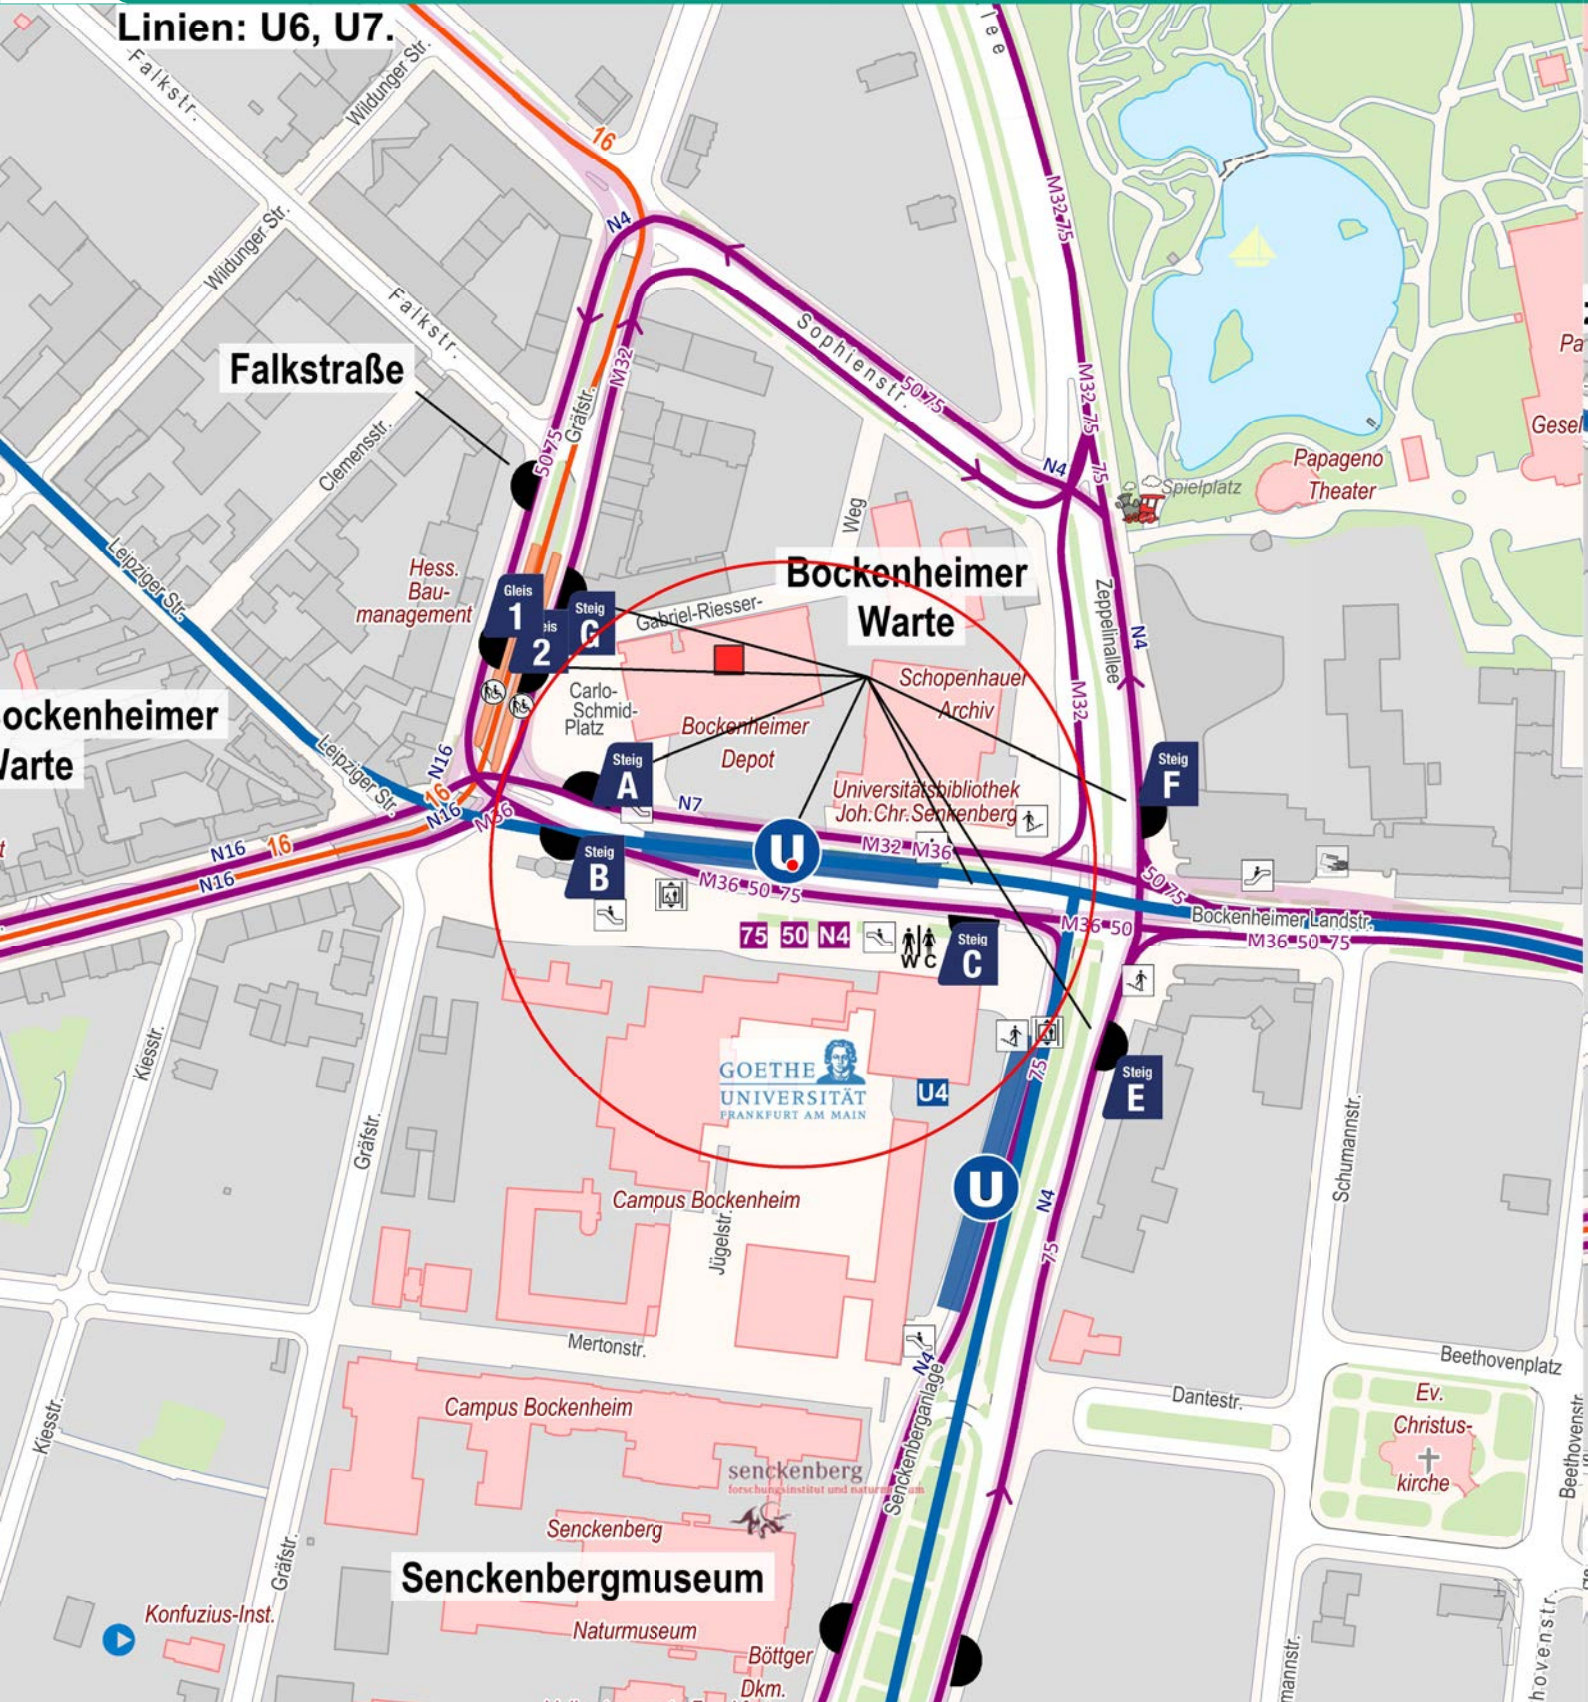 Linien: U6, U7.
Falkstr.
Wildunger Str.
16
N4
M32 75
Wildunger Str.
Falkstr.
Falkstraße
M32
Sophienstr.
50 75
M32 75
Gräfstr.
50 75
Clemensstr.
N4
75
Spielplatz
Papageno
Theater
Weg
Leipziger Str.
Hess.
Bau-
management
Gleis
1
2
Steig
G
Gabriel-Riesser-
Bockenheimer
Warte
Zeppelinallee
N4
Carlo-
Schmid-
Platz
Bockenheimer
Depot
Schopenhauer
Archiv
M32
Leipziger Str.
N16
16
N16
M36
Steig
A
N7
Universitätsbibliothek
Joh.Chr.Senkenberg
Steig
F
U
M32 M36
Steig
B
M36 50 75
N16
16
N16
50 75
Bockenheimer Landstr.
M36 50
M36 50 75
75
50
N4
WC
Steig
C
GOETHE
UNIVERSITÄT
FRANKFURT AM MAIN
U4
75
Steig
E
Kiesstr.
Gräfstr.
Schumannstr.
U
N4
75
Campus Bockenheim
Jügelstr.
Mertonstr.
N4
Senckenberganlage
Dantestr.
Beethovenplatz
Ev.
Christus-
kirche
Beethovenstr.
Kiesstr.
Campus Bockenheim
senckenberg
Senckenberg
Senckenbergmuseum
Gräfstr.
Konfuzius-Inst.
Naturmuseum
Böttger
Dkm.